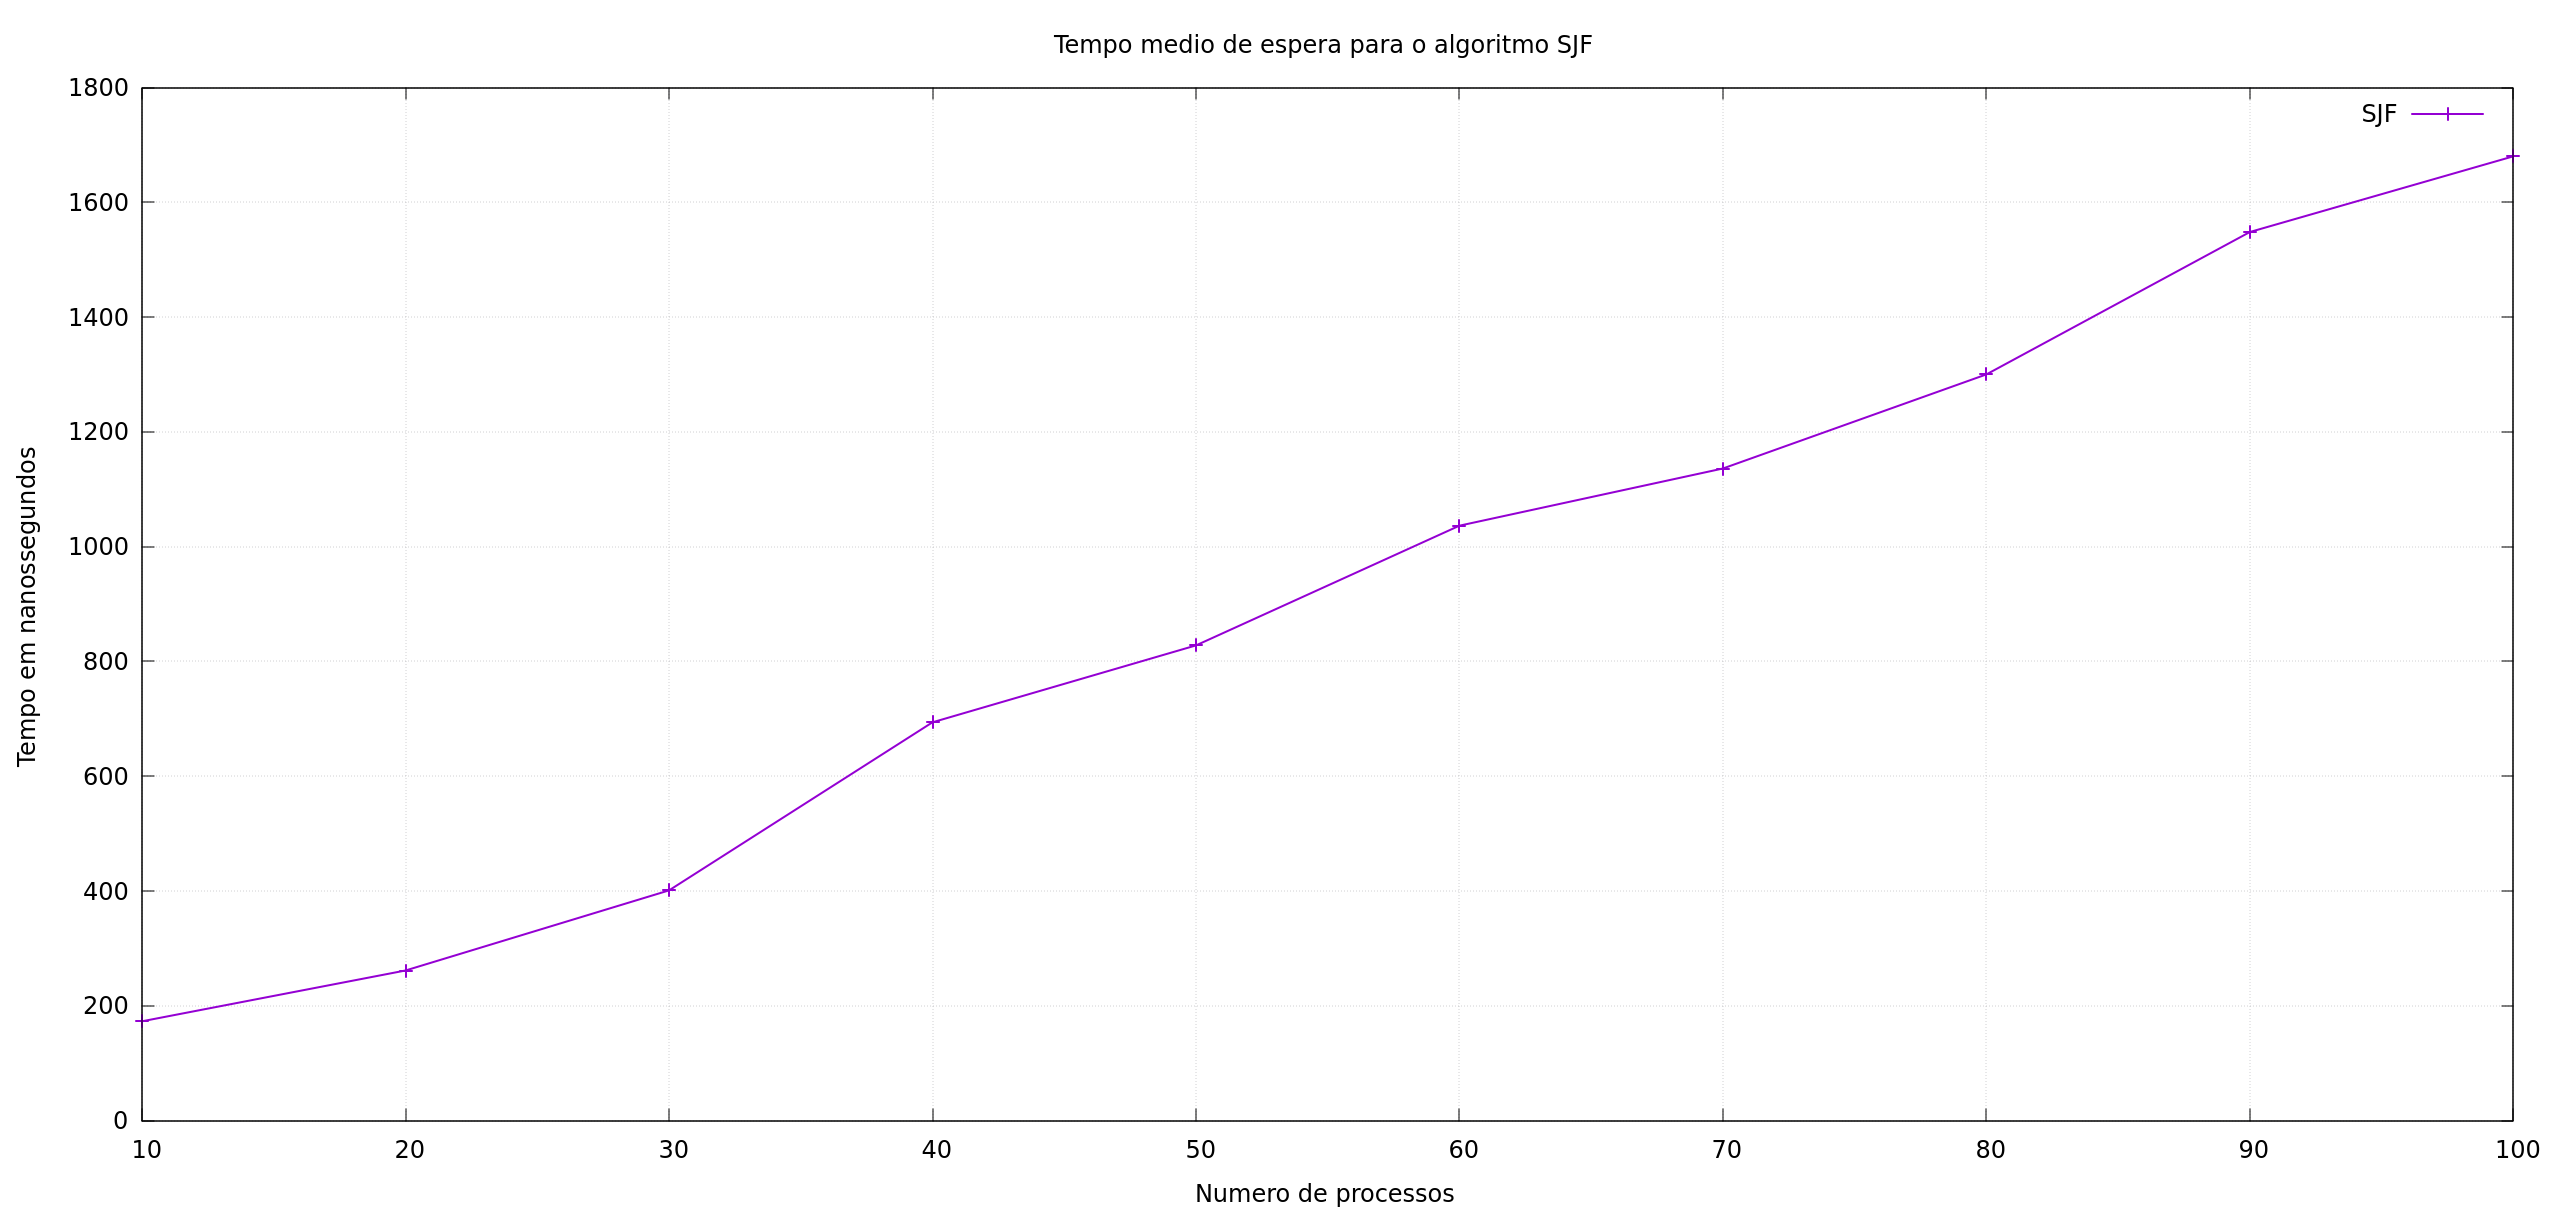 Tempo medio de espera para o algoritmo SJF
SJF
1800
1600
1400
1200
1000
800
600
400
200
0
Tempo em nanossegundos
10 20 30 40 50 60 70 80 90 100
Numero de processos